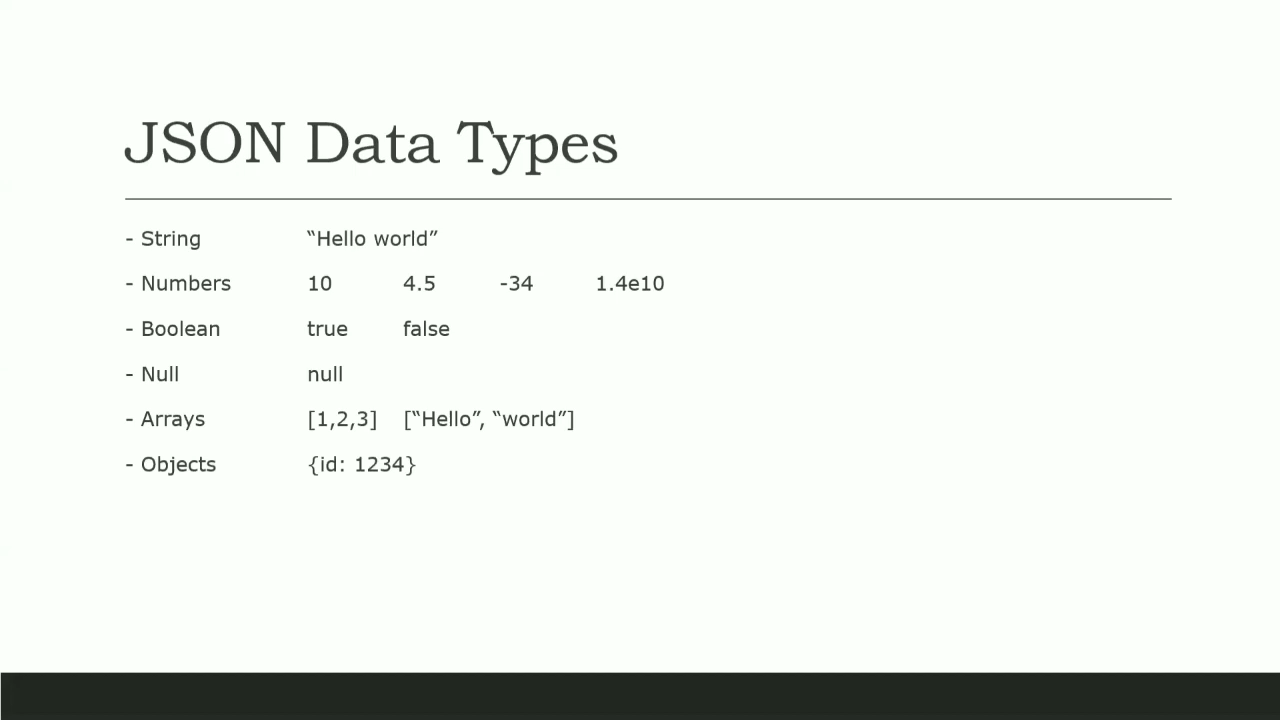 JSON Data Types
- String “Hello world”
- Numbers 10 4.5 -34 1.4e10
- Boolean true false
- Null null
- Arrays [1,2,3] [“Hello”, “world”]
- Objects {id: 1234}